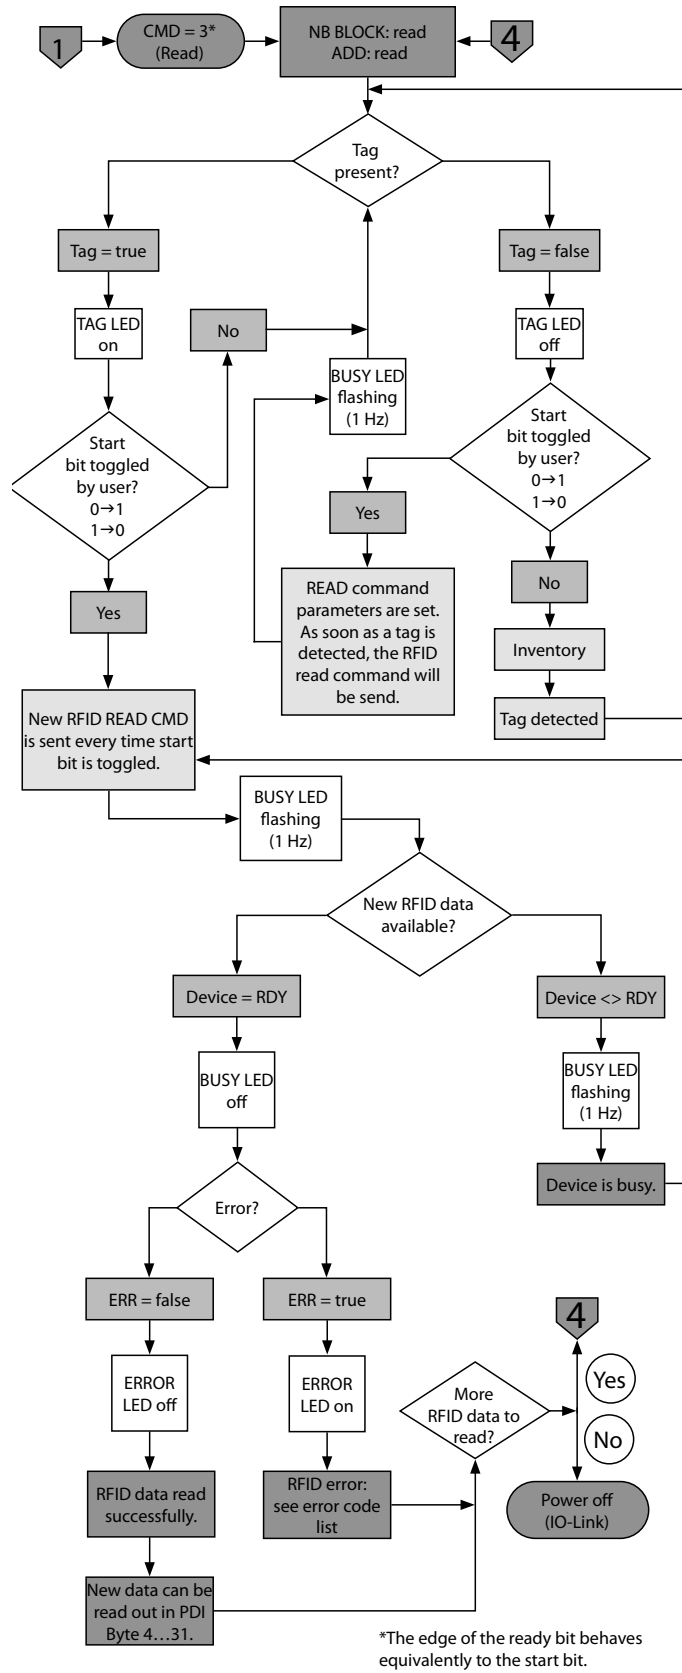 1
CMD = 3*
(Read)
NB BLOCK: read
ADD: read
4
Tag
present?
Tag = true
Tag = false
TAG LED
on
No
TAG LED
off
BUSY LED
flashing
(1 Hz)
Start
bit toggled
by user?
0→1
1→0
Start
bit toggled
by user?
0→1
1→0
Yes
No
READ command
parameters are set.
As soon as a tag is
detected, the RFID
read command will
be send.
Yes
Inventory
Tag detected
New RFID READ CMD
is sent every time start
bit is toggled.
BUSY LED
flashing
(1 Hz)
New RFID data
available?
Device = RDY
Device <> RDY
BUSY LED
off
BUSY LED
flashing
(1 Hz)
Device is busy.
Error?
ERR = false
ERR = true
4
ERROR
LED off
ERROR
LED on
More
RFID data to
read?
Yes
No
RFID data read
successfully.
RFID error:
see error code
list
Power off
(IO-Link)
New data can be
read out in PDI
Byte 4…31.
*The edge of the ready bit behaves
equivalently to the start bit.